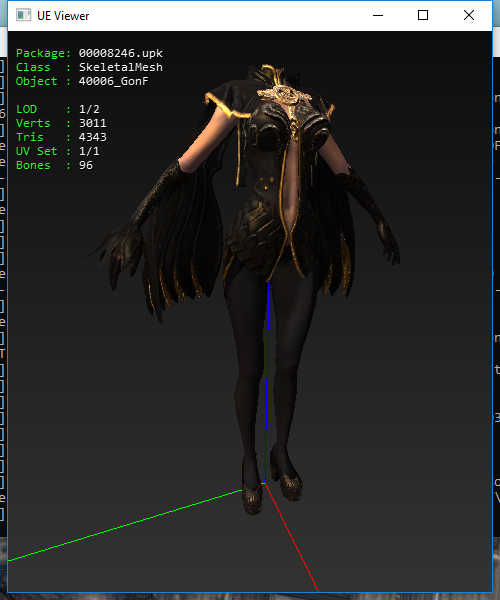 UE Viewer
Package: 00008246.upk
Class : SkeletalMesh
Object : 40006_GonF
LOD : 1/2
Verts : 3011
Tris : 4343
UV Set : 1/1
Bones : 96